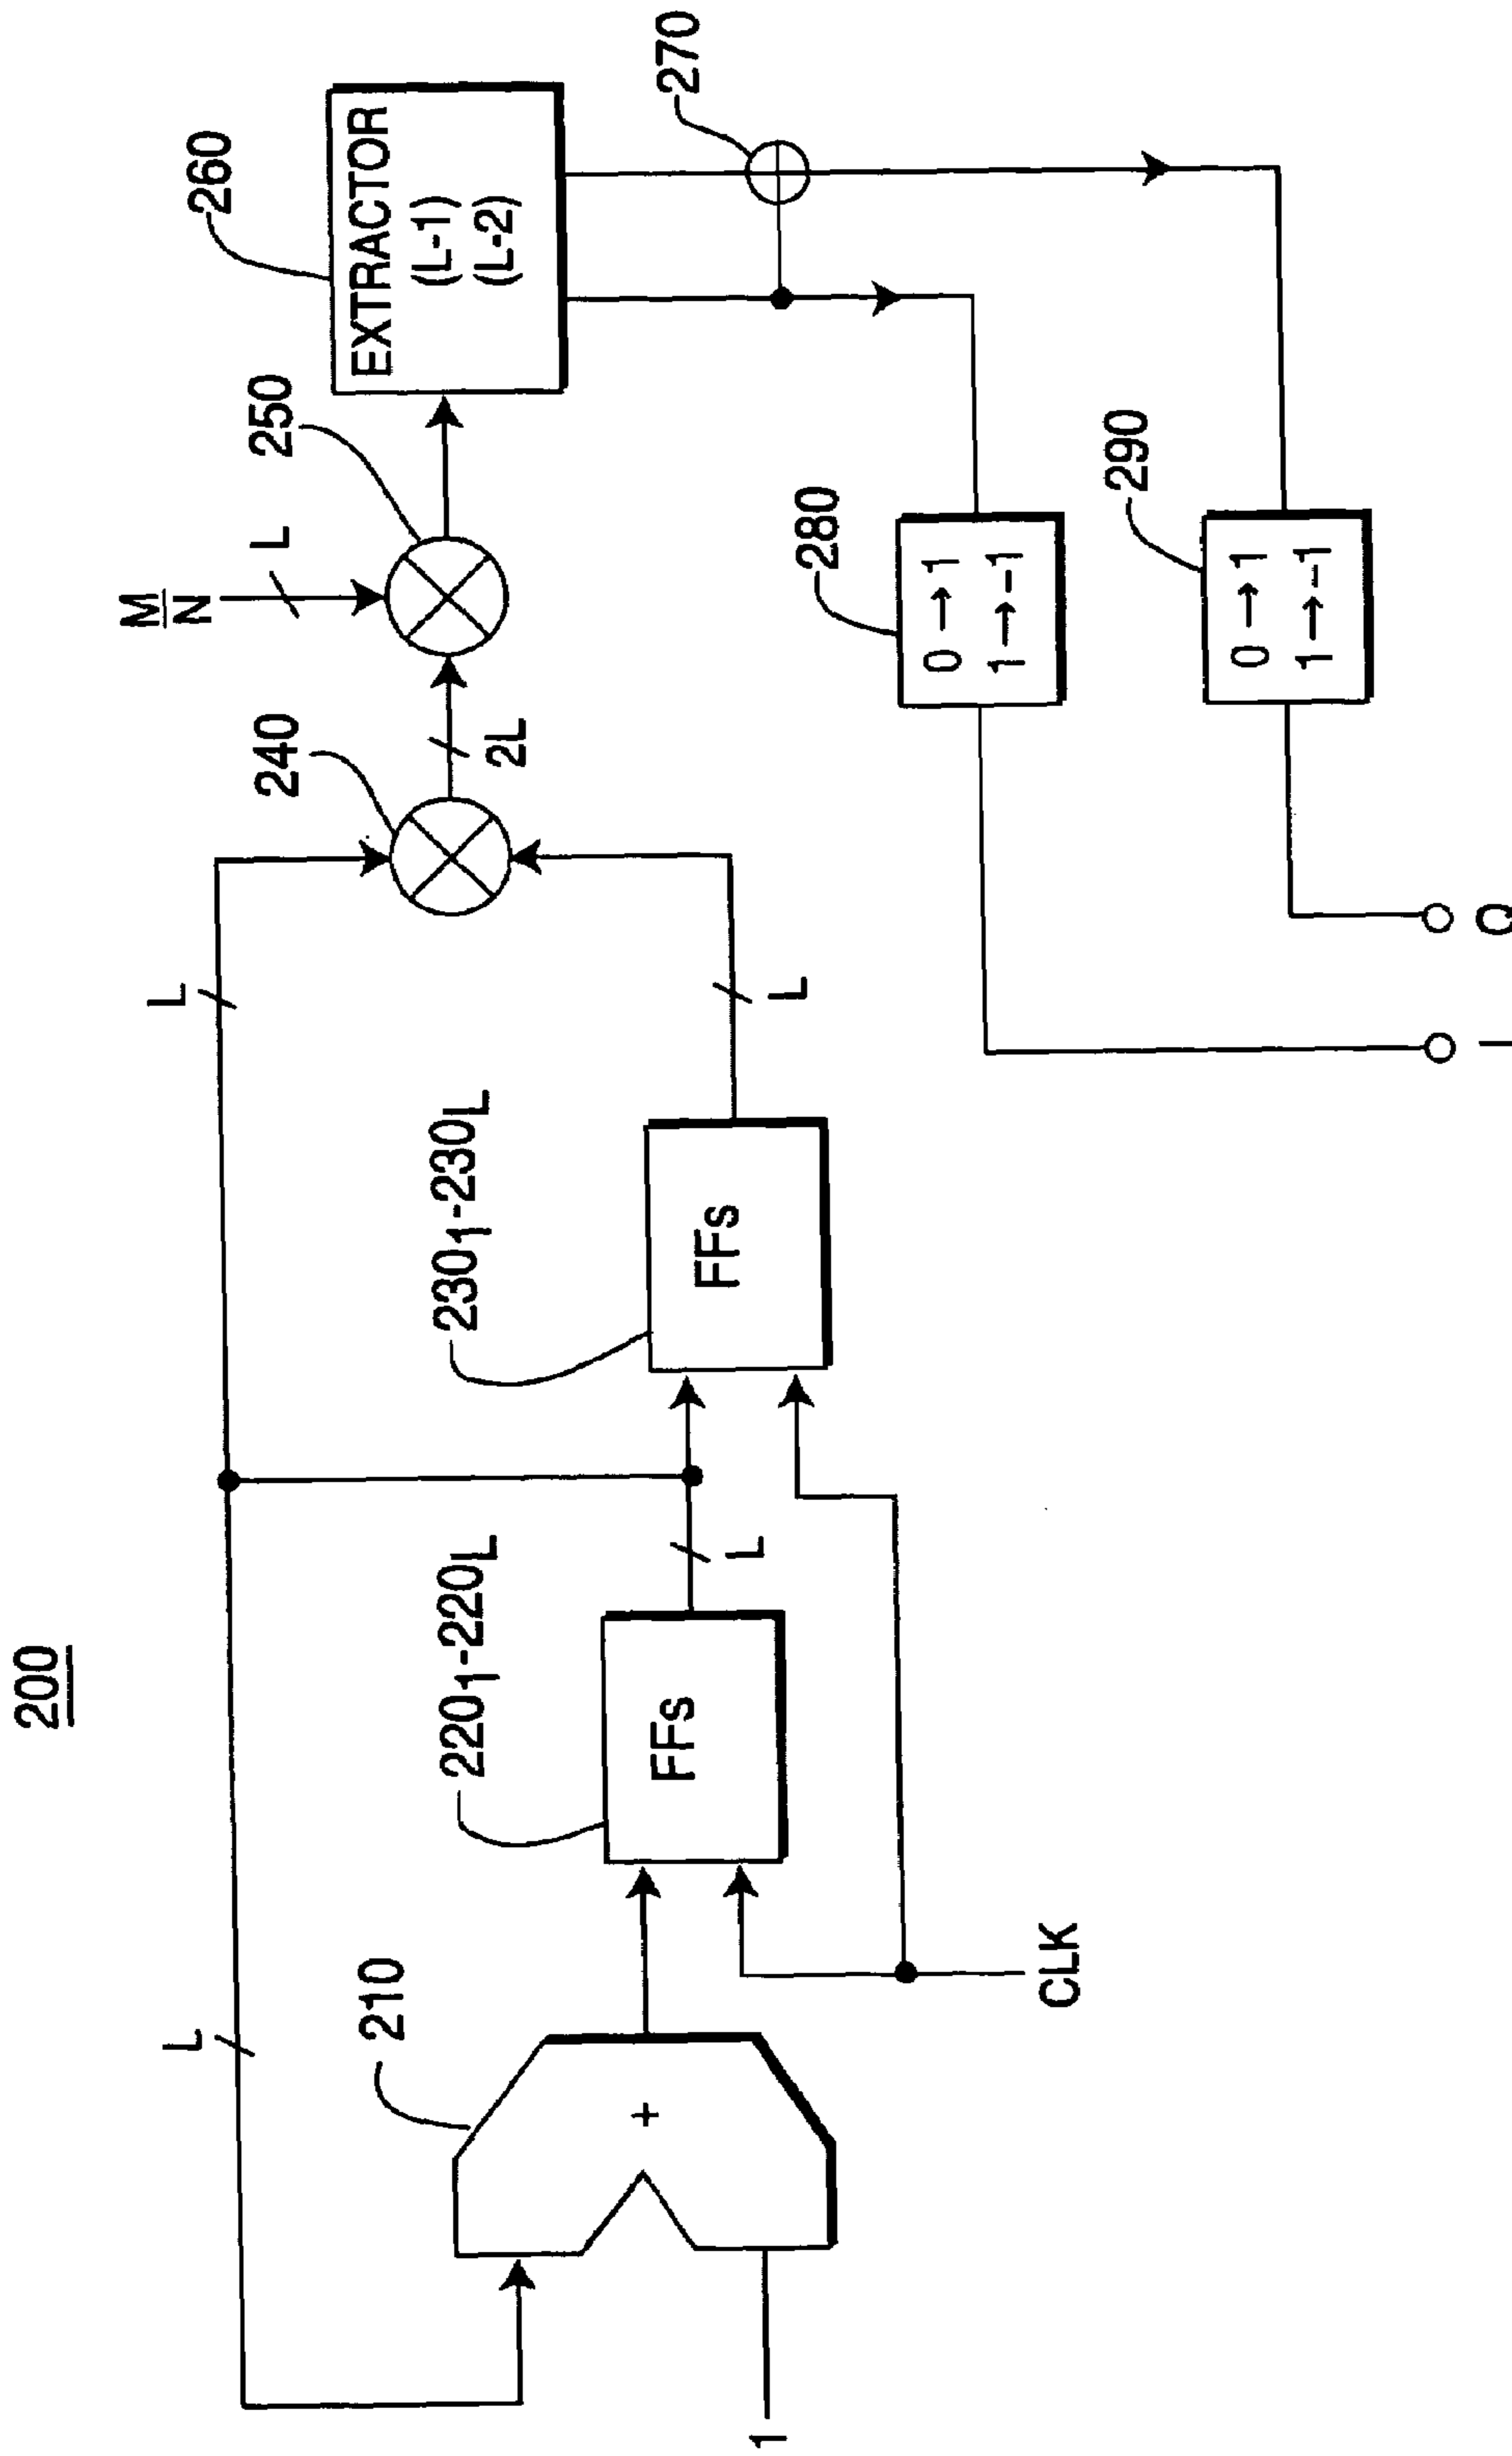 200
L
L
210
+
1
CLK
220₁-220L
FFs
L
230₁-230L
FFs
L
240
2L
M
N
L
250
260
EXTRACTOR
(L-1)
(L-2)
270
280
0→1
1→-1
290
0→1
1→-1
I
Q